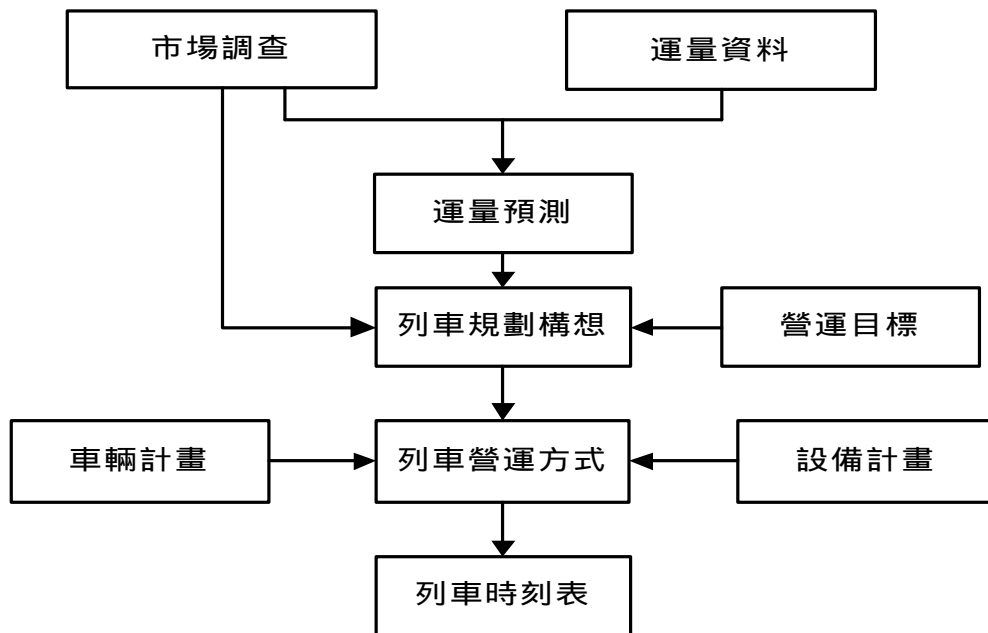 市場調查
運量資料
運量預測
列車規劃構想
營運目標
車輛計畫
列車營運方式
設備計畫
列車時刻表